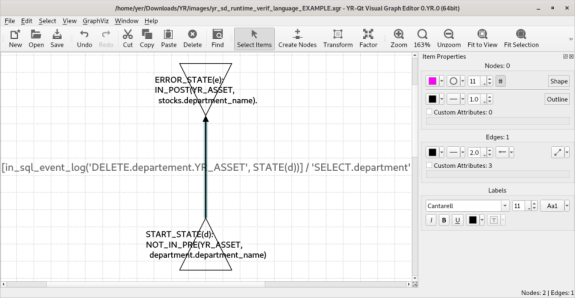 /home/yer/Downloads/YR/images/yr_sd_runtime_verif_language_EXAMPLE.xgr - YR-Qt Visual Graph Editor 0.YR.0 (64bit)
File Edit Select View GraphViz Window Help
New Open Save Undo Redo Cut Copy Paste Delete Find Select Items Create Nodes Transform Factor Zoom 163% Unzoom Fit to View Fit Selection
Item Properties
Nodes: 0
11 Shape
1.0 Outline
Custom Attributes: 0
Edges: 1
2.0
Custom Attributes: 3
Labels
Cantarell 11 Aa1
I B U
ERROR_STATE(e):
IN_POST(YR_ASSET,
stocks.department_name).
[in_sql_event_log('DELETE.departement.YR_ASSET', STATE(d))] / 'SELECT.department'
START_STATE(d):
NOT_IN_PRE(YR_ASSET,
department.department_name)
Nodes: 2 | Edges: 1